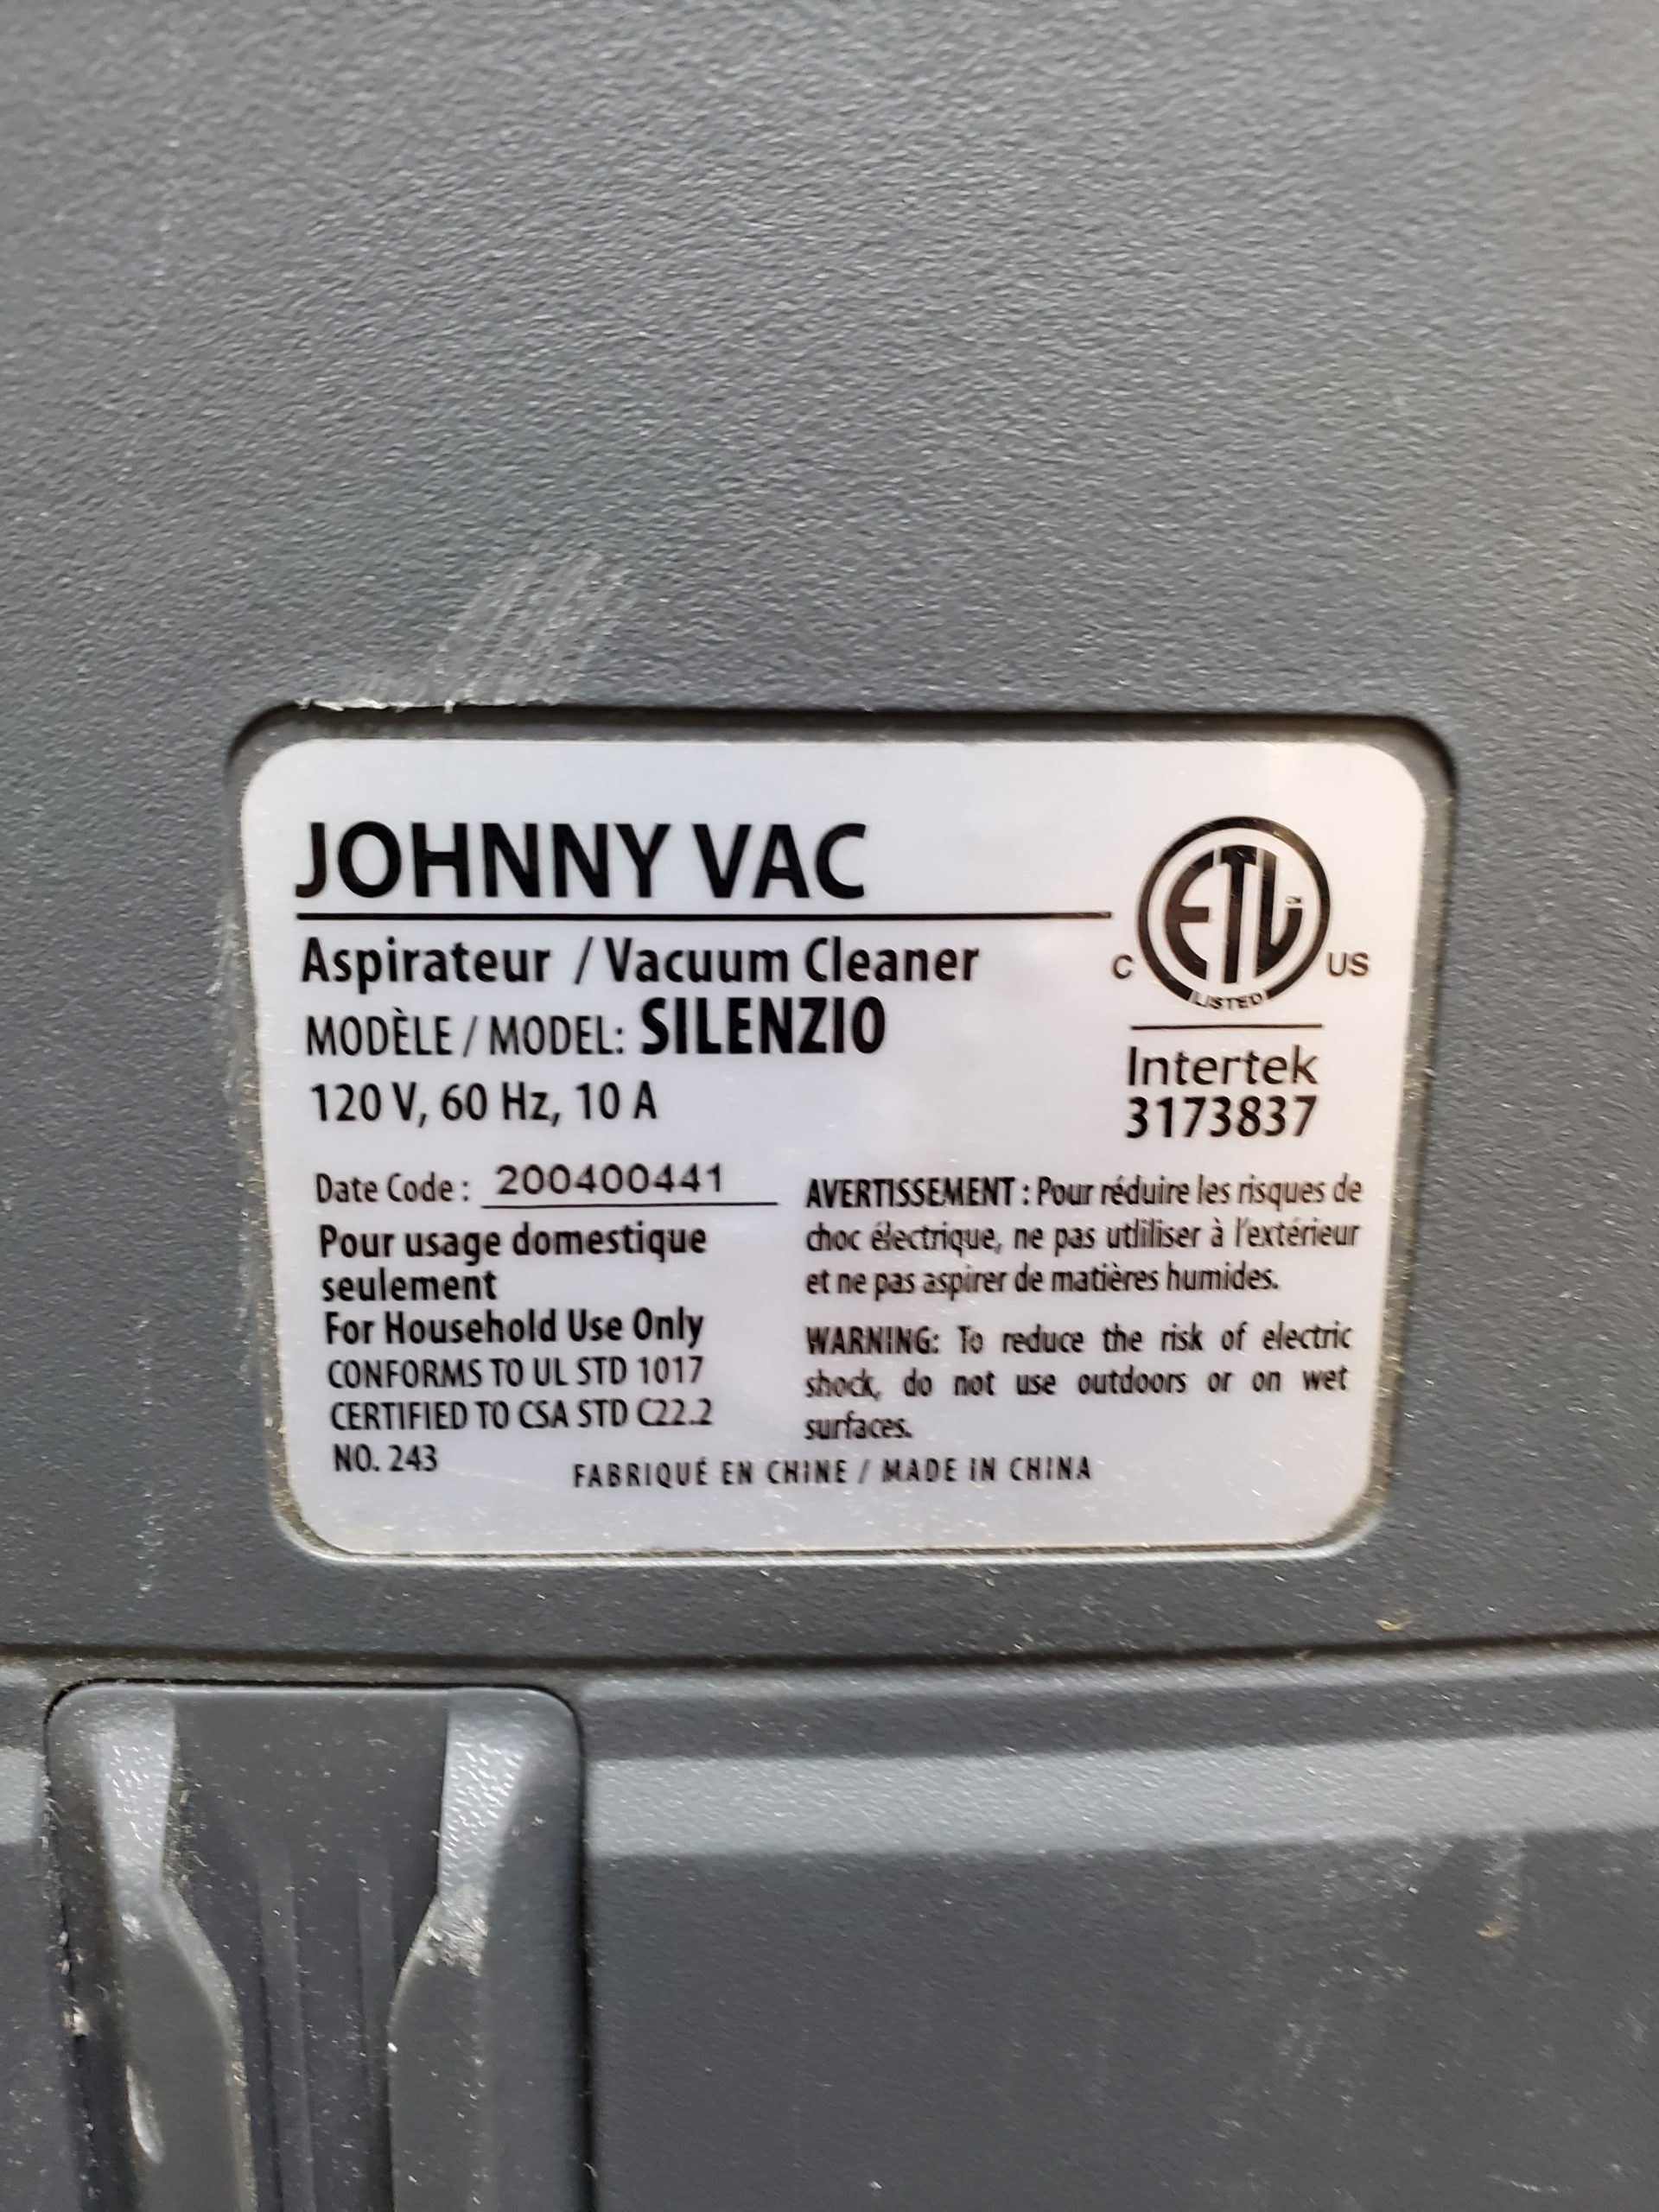 JOHNNY VAC
Aspirateur / Vacuum Cleaner
MODÈLE / MODEL: SILENZIO
120 V, 60 Hz, 10 A
C ETL CM US
LISTED
Intertek
3173837
Date Code: 200400441
Pour usage domestique
seulement
For Household Use Only
CONFORMS TO UL STD 1017
CERTIFIED TO CSA STD C22.2
NO. 243
AVERTISSEMENT : Pour réduire les risques de
choc électrique, ne pas utliliser à l'extérieur
et ne pas aspirer de matières humides.
WARNING: To reduce the risk of electric
shock, do not use outdoors or on wet
surfaces.
FABRIQUÉ EN CHINE / MADE IN CHINA